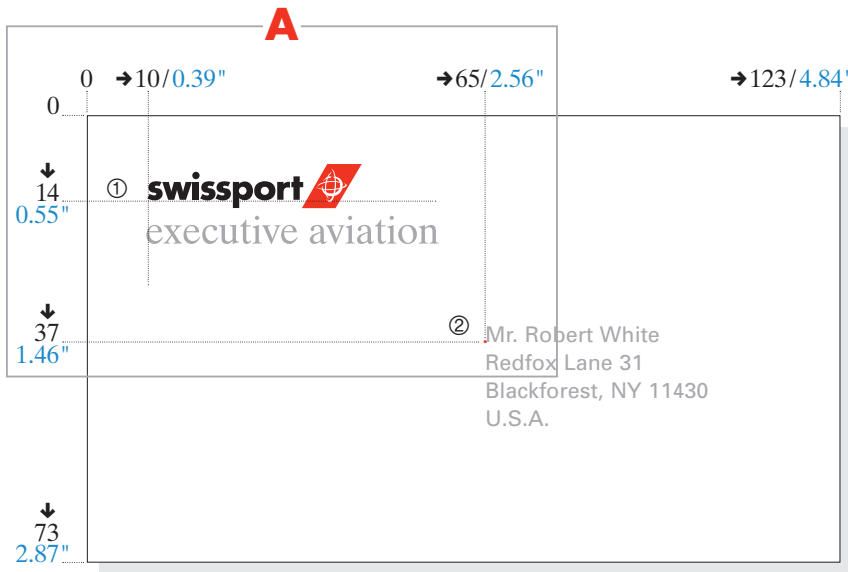 A
0 ➔10/0.39" ➔65/2.56" ➔123/4.84"
0
14
0.55"
① swissport
executive aviation
37
1.46"
② Mr. Robert White
Redfox Lane 31
Blackforest, NY 11430
U.S.A.
73
2.87"